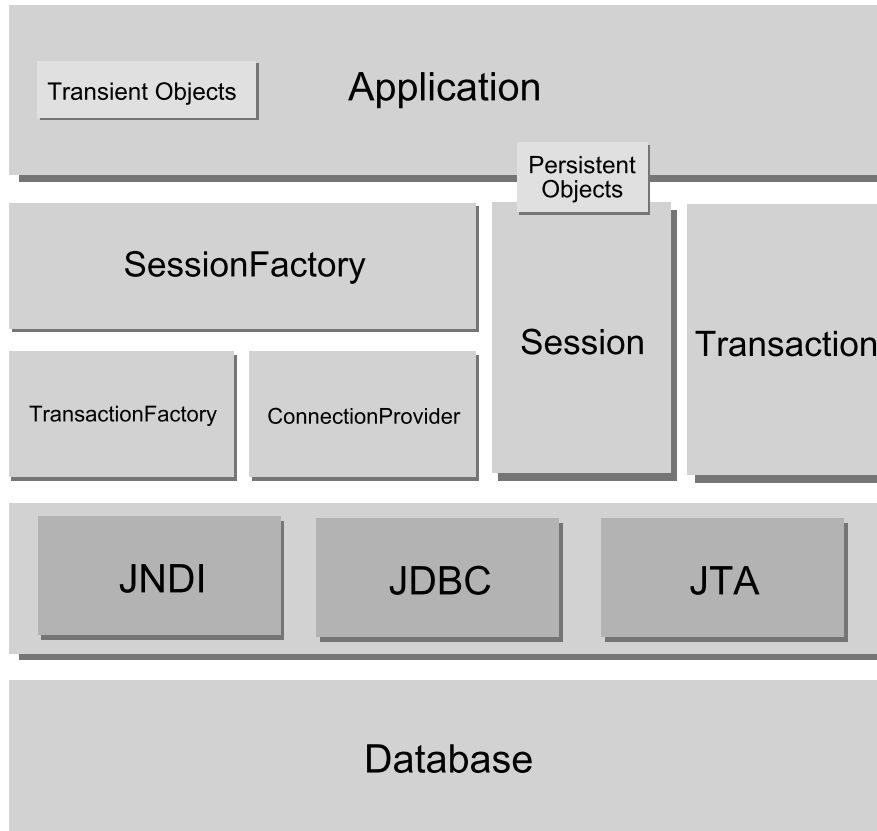 Transient Objects
Application
Persistent
Objects
SessionFactory
Session
Transaction
TransactionFactory
ConnectionProvider
JNDI
JDBC
JTA
Database